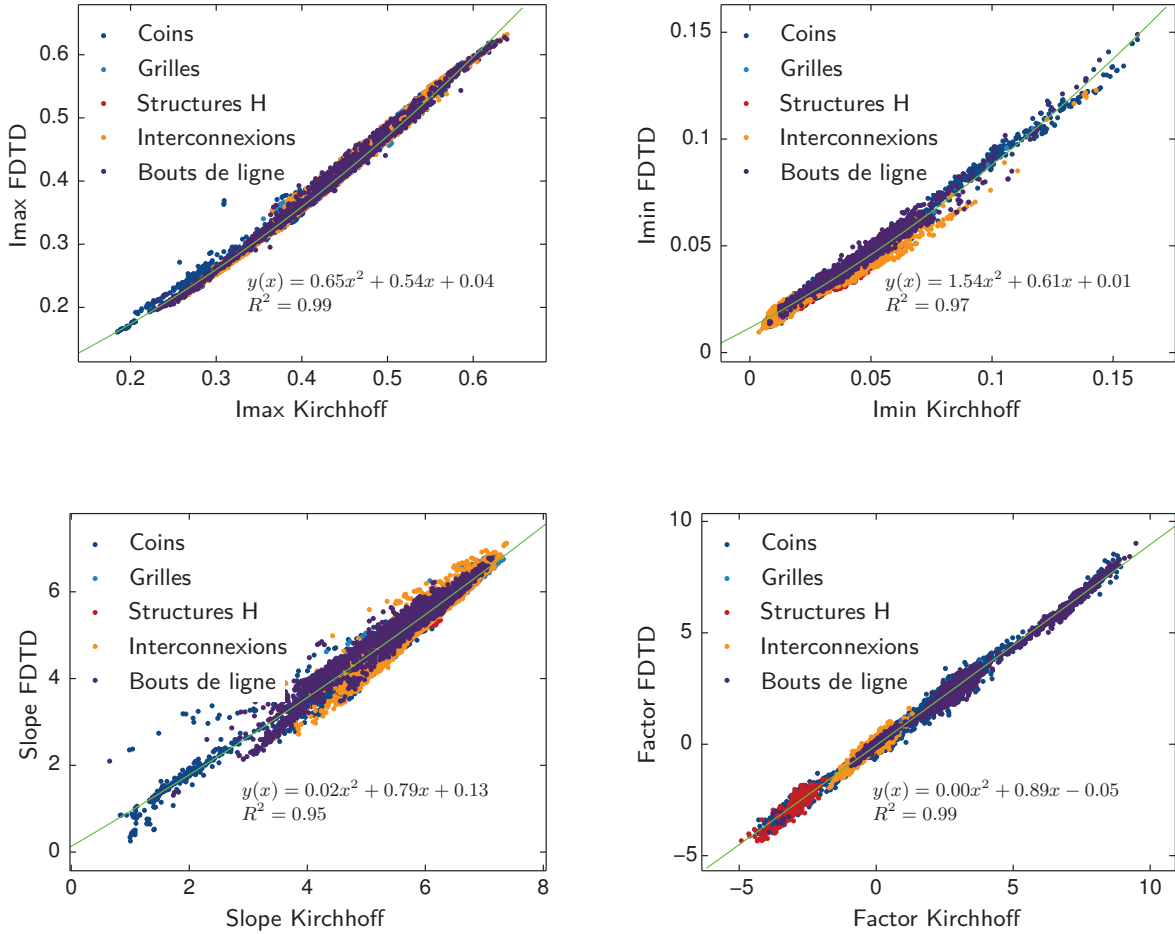 Coins
Grilles
Structures H
Interconnexions
Bouts de ligne
0.6
0.5
0.4
0.3
0.2
Imax FDTD
y(x) = 0.65x² + 0.54x + 0.04
R² = 0.99
0.2 0.3 0.4 0.5 0.6
Imax Kirchhoff
Coins
Grilles
Structures H
Interconnexions
Bouts de ligne
0.15
0.1
0.05
0
Imin FDTD
y(x) = 1.54x² + 0.61x + 0.01
R² = 0.97
0 0.05 0.1 0.15
Imin Kirchhoff
Coins
Grilles
Structures H
Interconnexions
Bouts de ligne
6
4
2
0
Slope FDTD
y(x) = 0.02x² + 0.79x + 0.13
R² = 0.95
0 2 4 6 8
Slope Kirchhoff
Coins
Grilles
Structures H
Interconnexions
Bouts de ligne
10
5
0
−5
Factor FDTD
y(x) = 0.00x² + 0.89x − 0.05
R² = 0.99
−5 0 5 10
Factor Kirchhoff